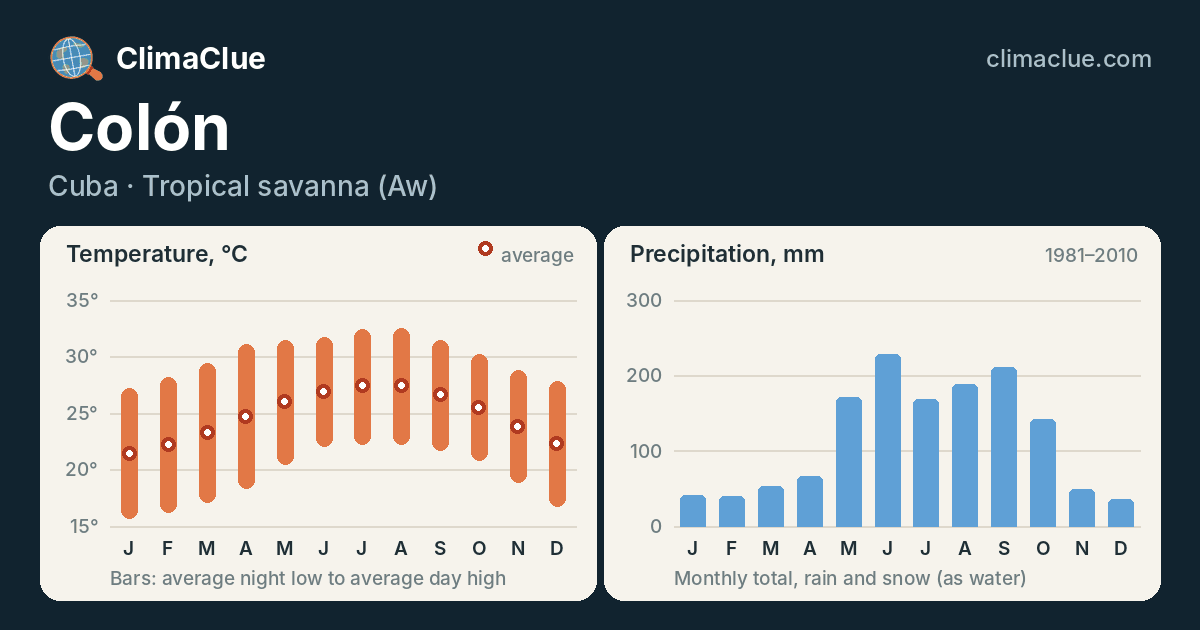 ClimaClue
climaclue.com
Colón
Cuba · Tropical savanna (Aw)
Temperature, °C
average
35°
30°
25°
20°
15°
J F M A M J J A S O N D
Bars: average night low to average day high
Precipitation, mm
1981–2010
300
200
100
0
J F M A M J J A S O N D
Monthly total, rain and snow (as water)